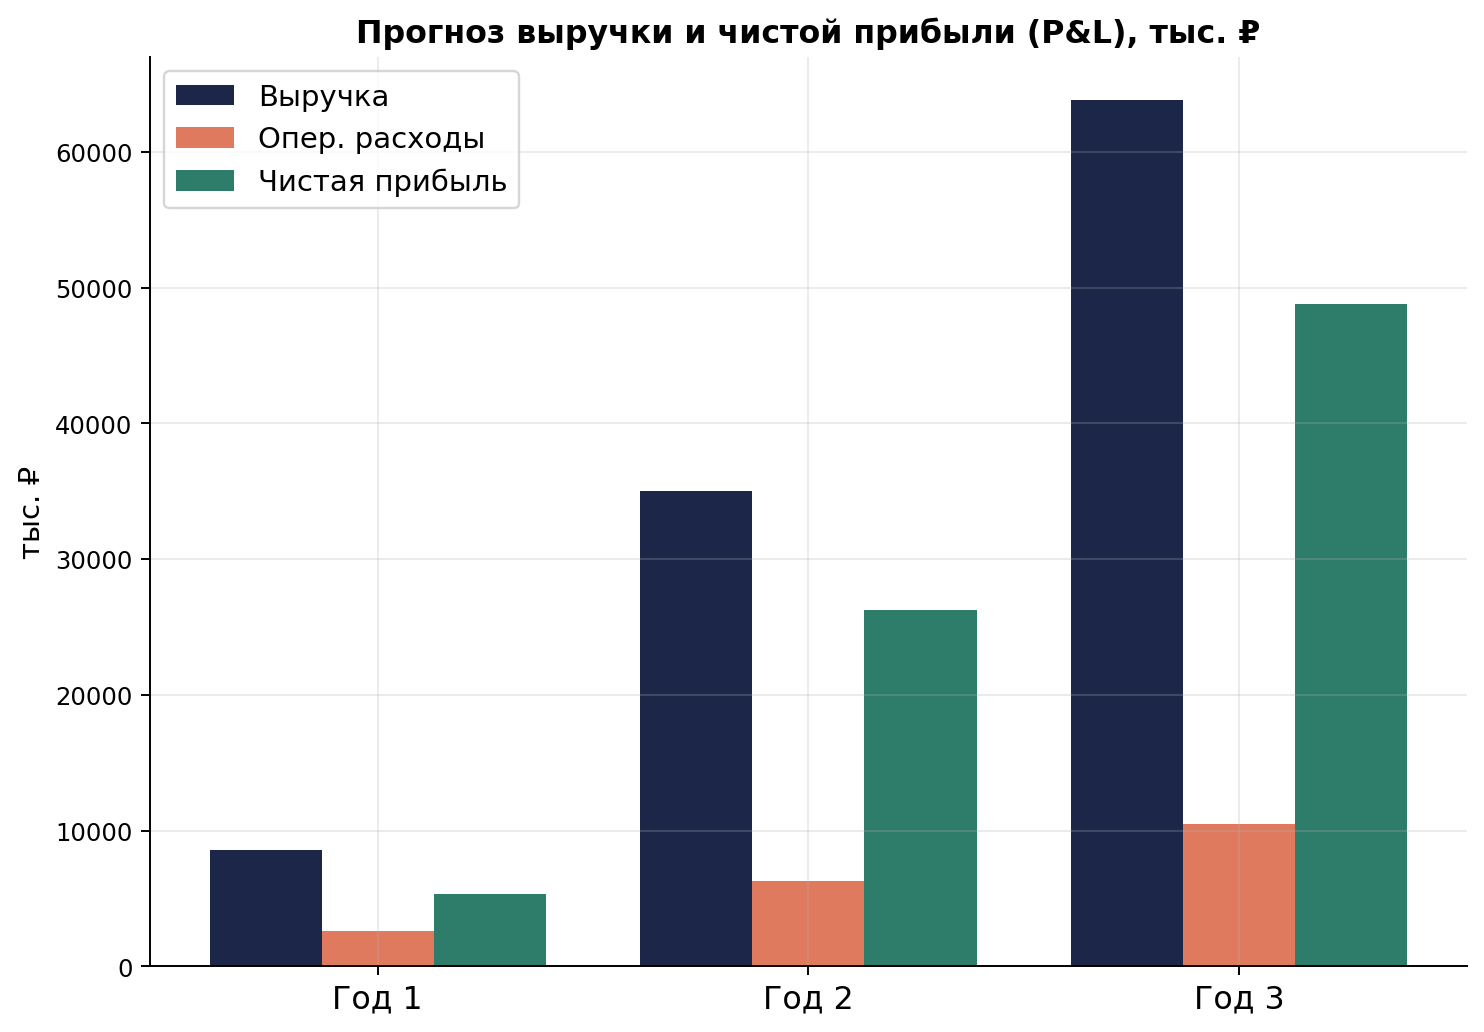 Прогноз выручки и чистой прибыли (P&L), тыс. ₽
Выручка
Опер. расходы
Чистая прибыль
60000
50000
40000
30000
20000
10000
0
тыс. ₽
Год 1
Год 2
Год 3